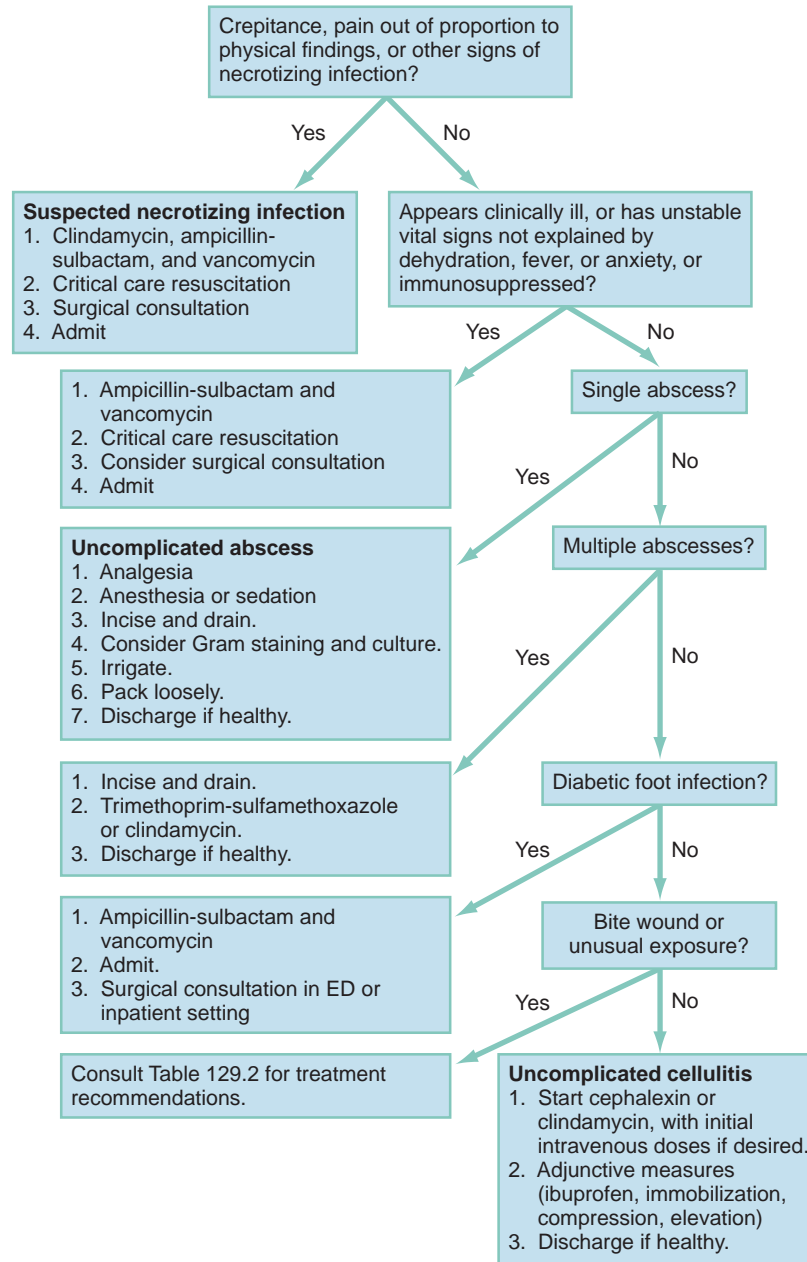 Crepitance, pain out of proportion to
physical findings, or other signs of
necrotizing infection?
Yes
No
Suspected necrotizing infection
1. Clindamycin, ampicillin-
sulbactam, and vancomycin
2. Critical care resuscitation
3. Surgical consultation
4. Admit
Appears clinically ill, or has unstable
vital signs not explained by
dehydration, fever, or anxiety, or
immunosuppressed?
Yes
No
1. Ampicillin-sulbactam and
vancomycin
2. Critical care resuscitation
3. Consider surgical consultation
4. Admit
Single abscess?
Yes
No
Uncomplicated abscess
1. Analgesia
2. Anesthesia or sedation
3. Incise and drain.
4. Consider Gram staining and culture.
5. Irrigate.
6. Pack loosely.
7. Discharge if healthy.
Multiple abscesses?
Yes
No
1. Incise and drain.
2. Trimethoprim-sulfamethoxazole
or clindamycin.
3. Discharge if healthy.
Diabetic foot infection?
Yes
No
1. Ampicillin-sulbactam and
vancomycin
2. Admit.
3. Surgical consultation in ED or
inpatient setting
Bite wound or
unusual exposure?
Yes
No
Consult Table 129.2 for treatment
recommendations.
Uncomplicated cellulitis
1. Start cephalexin or
clindamycin, with initial
intravenous doses if desired.
2. Adjunctive measures
(ibuprofen, immobilization,
compression, elevation)
3. Discharge if healthy.